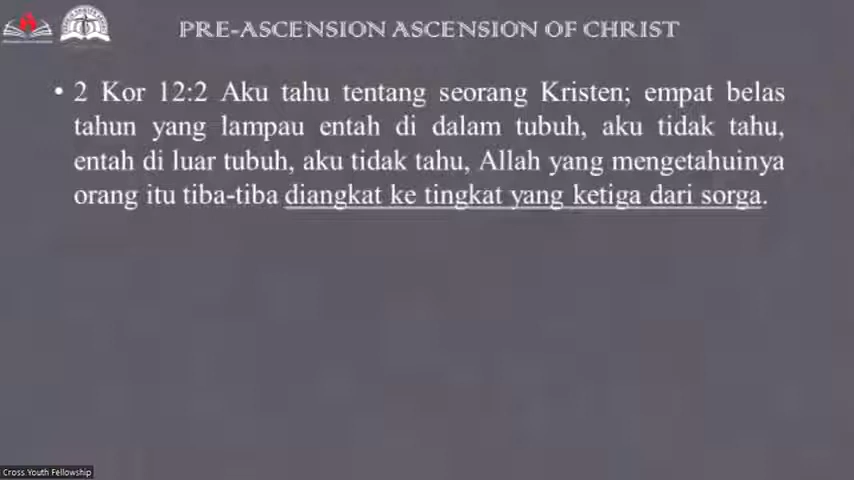 PRE-ASCENSION ASCENSION OF CHRIST
• 2 Kor 12:2 Aku tahu tentang seorang Kristen; empat belas
tahun yang lampau entah di dalam tubuh, aku tidak tahu,
entah di luar tubuh, aku tidak tahu, Allah yang mengetahuinya
orang itu tiba-tiba diangkat ke tingkat yang ketiga dari sorga.
Cross Youth Fellowship